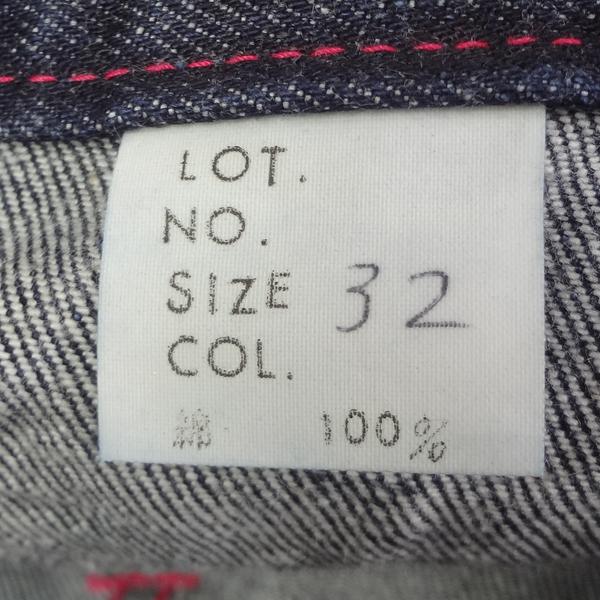 LOT.
NO.
SIZE 32
COL.
綿 100%